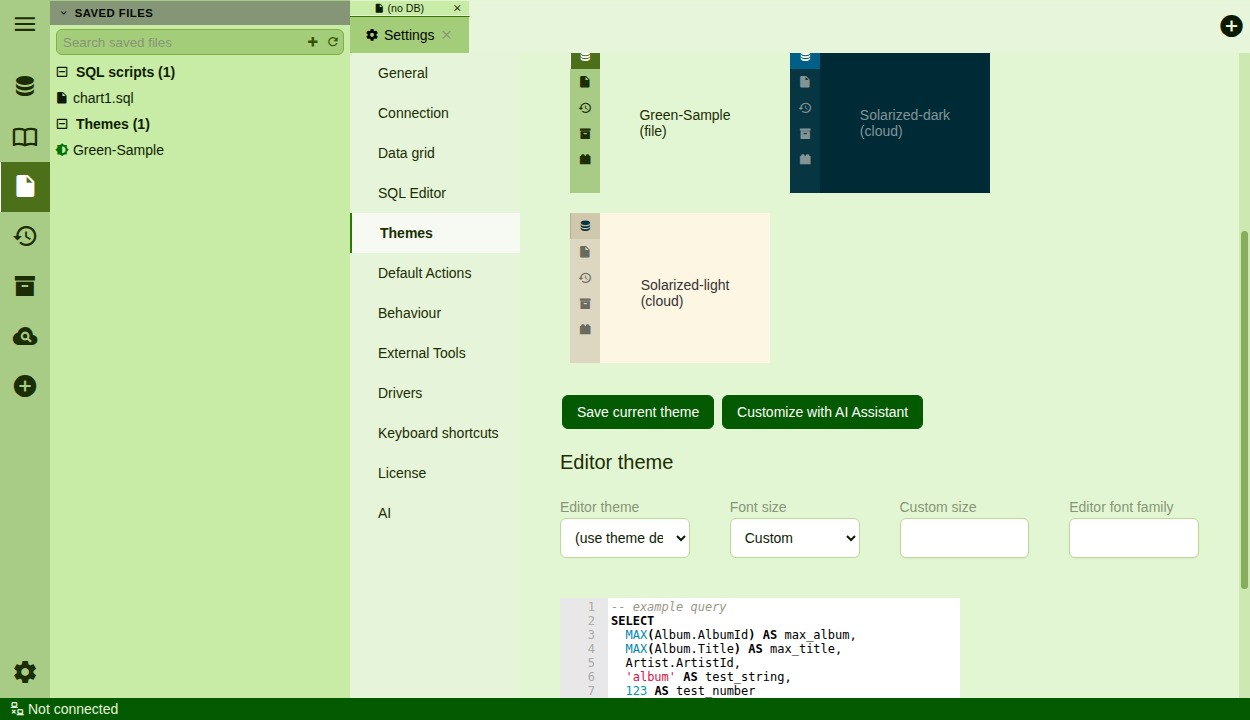 SAVED FILES
(no DB)
Settings
Search saved files
SQL scripts (1)
chart1.sql
Themes (1)
Green-Sample
General
Connection
Data grid
SQL Editor
Themes
Default Actions
Behaviour
External Tools
Drivers
Keyboard shortcuts
License
AI
Green-Sample
(file)
Solarized-dark
(cloud)
Solarized-light
(cloud)
Save current theme
Customize with AI Assistant
Editor theme
Editor theme
Font size
Custom size
Editor font family
(use theme de
Custom
1 -- example query
2 SELECT
3 MAX(Album.AlbumId) AS max_album,
4 MAX(Album.Title) AS max_title,
5 Artist.ArtistId,
6 'album' AS test_string,
7 123 AS test_number
Not connected